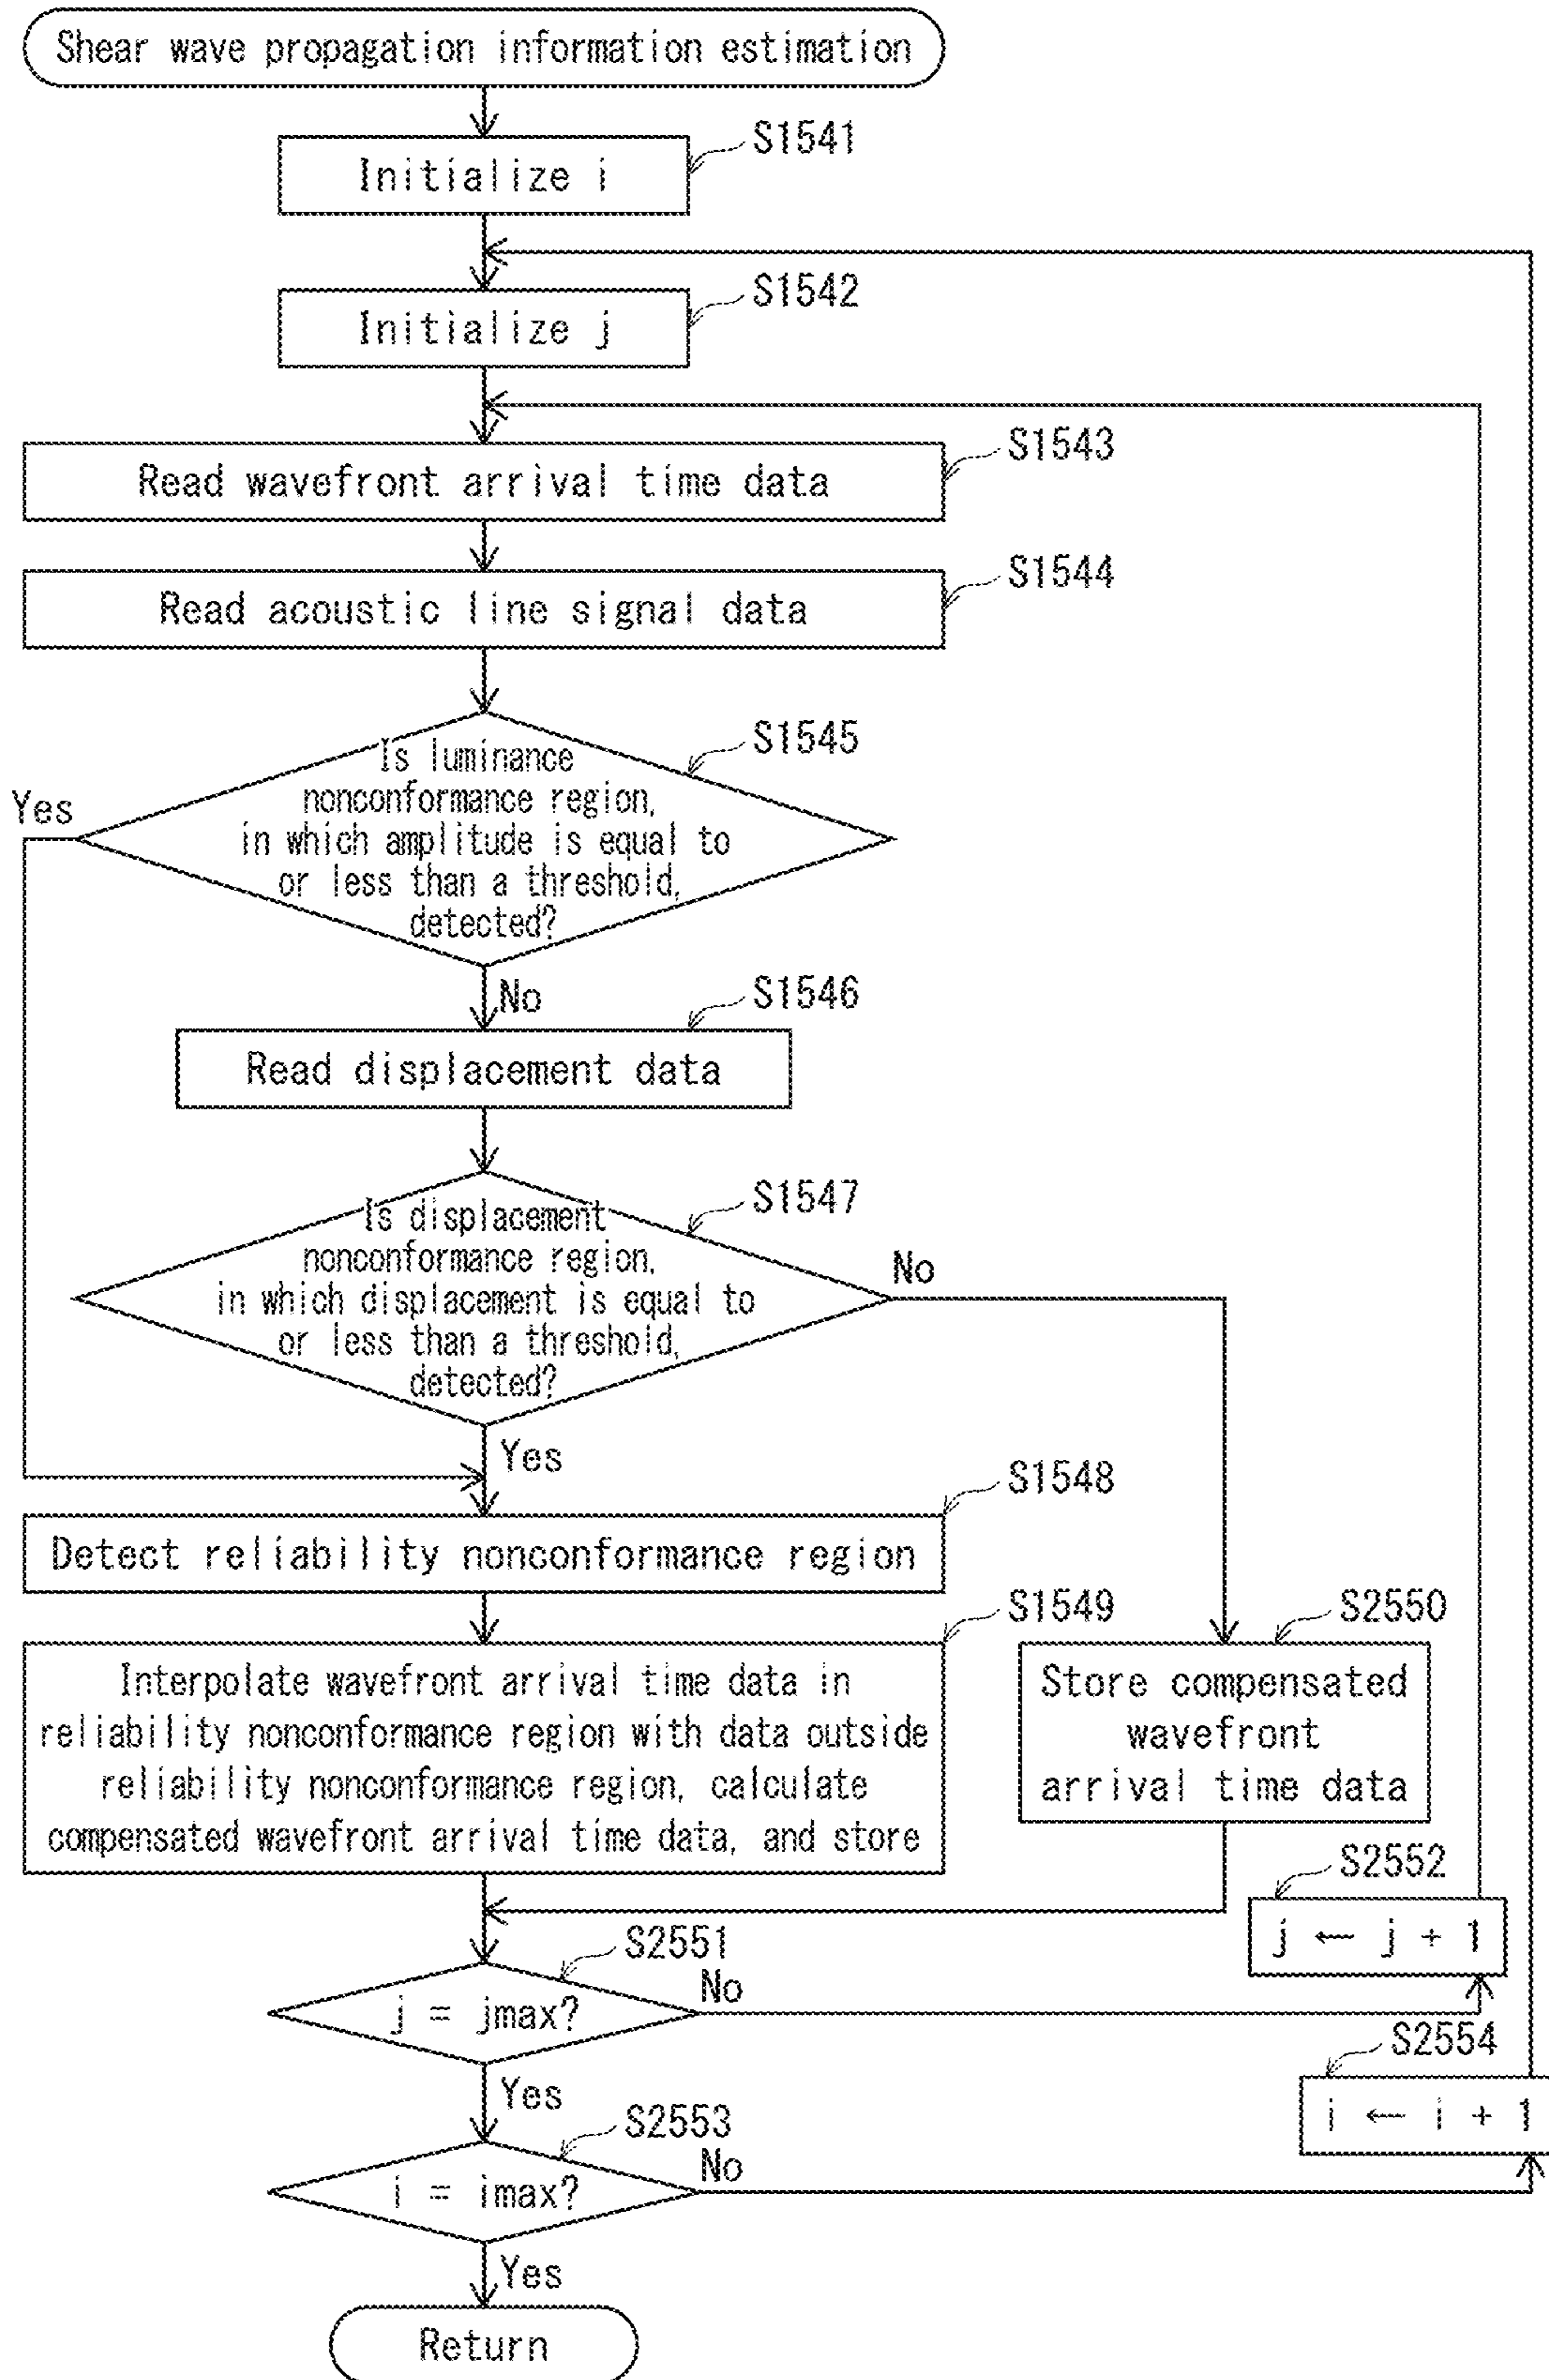 Shear wave propagation information estimation
S1541
Initialize i
S1542
Initialize j
S1543
Read wavefront arrival time data
S1544
Read acoustic line signal data
S1545
Is luminance
nonconformance region,
in which amplitude is equal to
or less than a threshold,
detected?
Yes
No
S1546
Read displacement data
S1547
Is displacement
nonconformance region,
in which displacement is equal to
or less than a threshold,
detected?
No
Yes
S1548
Detect reliability nonconformance region
S1549
Interpolate wavefront arrival time data in
reliability nonconformance region with data outside
reliability nonconformance region, calculate
compensated wavefront arrival time data, and store
S2550
Store compensated
wavefront
arrival time data
S2552
j ← j + 1
S2551
j = jmax?
No
Yes
S2554
i ← i + 1
S2553
i = imax?
No
Yes
Return